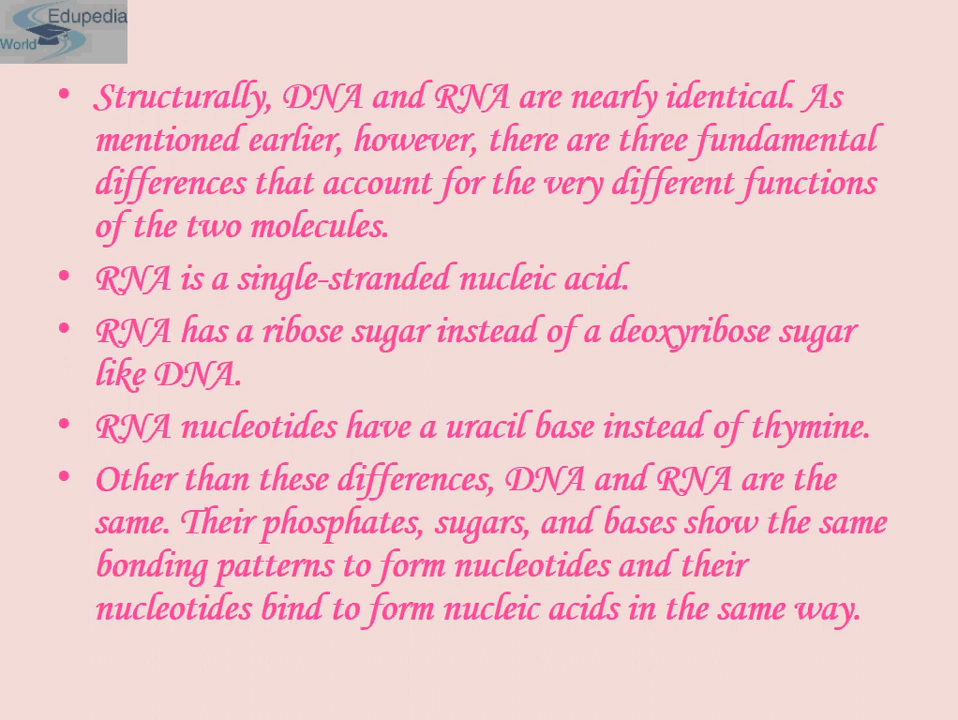 Edupedia
World
• Structurally, DNA and RNA are nearly identical. As
mentioned earlier, however, there are three fundamental
differences that account for the very different functions
of the two molecules.
• RNA is a single-stranded nucleic acid.
• RNA has a ribose sugar instead of a deoxyribose sugar
like DNA.
• RNA nucleotides have a uracil base instead of thymine.
• Other than these differences, DNA and RNA are the
same. Their phosphates, sugars, and bases show the same
bonding patterns to form nucleotides and their
nucleotides bind to form nucleic acids in the same way.